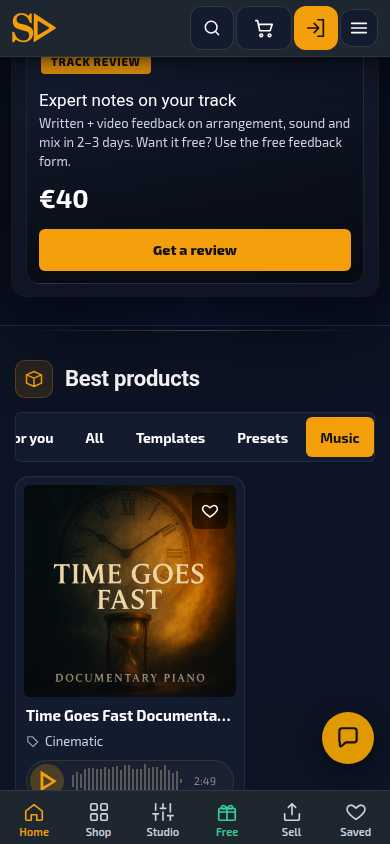 SD
TRACK REVIEW
Expert notes on your track
Written + video feedback on arrangement, sound and
mix in 2–3 days. Want it free? Use the free feedback
form.
€40
Get a review
Best products
or you All Templates Presets Music
TIME GOES
FAST
DOCUMENTARY PIANO
Time Goes Fast Documenta...
Cinematic
2:49
Home Shop Studio Free Sell Saved